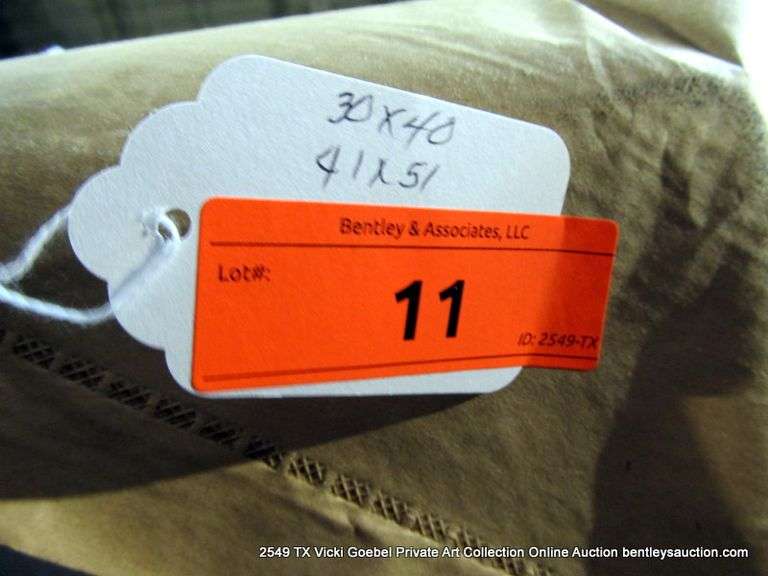 30X40
41X51
Bentley & Associates, LLC
Lot#:
11
ID: 2549-TX
2549 TX Vicki Goebel Private Art Collection Online Auction bentleysauction.com